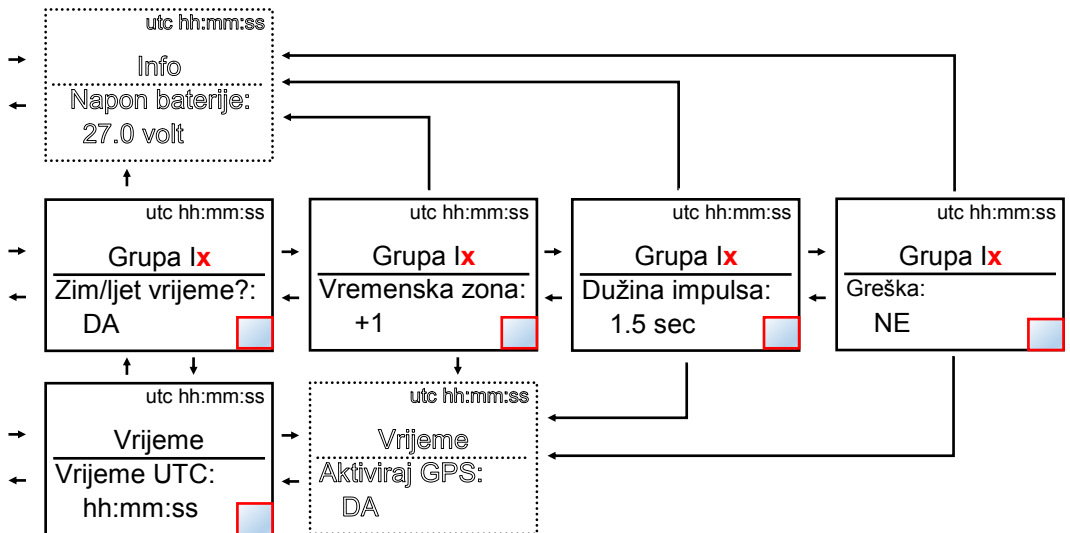 utc hh:mm:ss
Info
Napon baterije:
27.0 volt
utc hh:mm:ss
Grupa Ix
Zim/ljet vrijeme?:
DA
utc hh:mm:ss
Grupa Ix
Vremenska zona:
+1
utc hh:mm:ss
Grupa Ix
Dužina impulsa:
1.5 sec
utc hh:mm:ss
Grupa Ix
Greška:
NE
utc hh:mm:ss
Vrijeme
Vrijeme UTC:
hh:mm:ss
utc hh:mm:ss
Vrijeme
Aktiviraj GPS:
DA